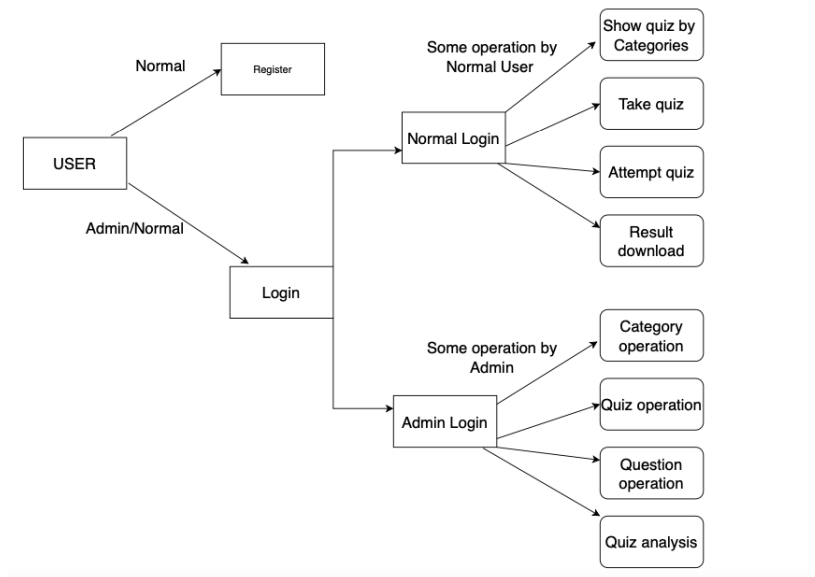 Show quiz by
Categories
Some operation by
Normal User
Normal
Register
Take quiz
Normal Login
USER
Attempt quiz
Admin/Normal
Result
download
Login
Category
operation
Some operation by
Admin
Quiz operation
Admin Login
Question
operation
Quiz analysis